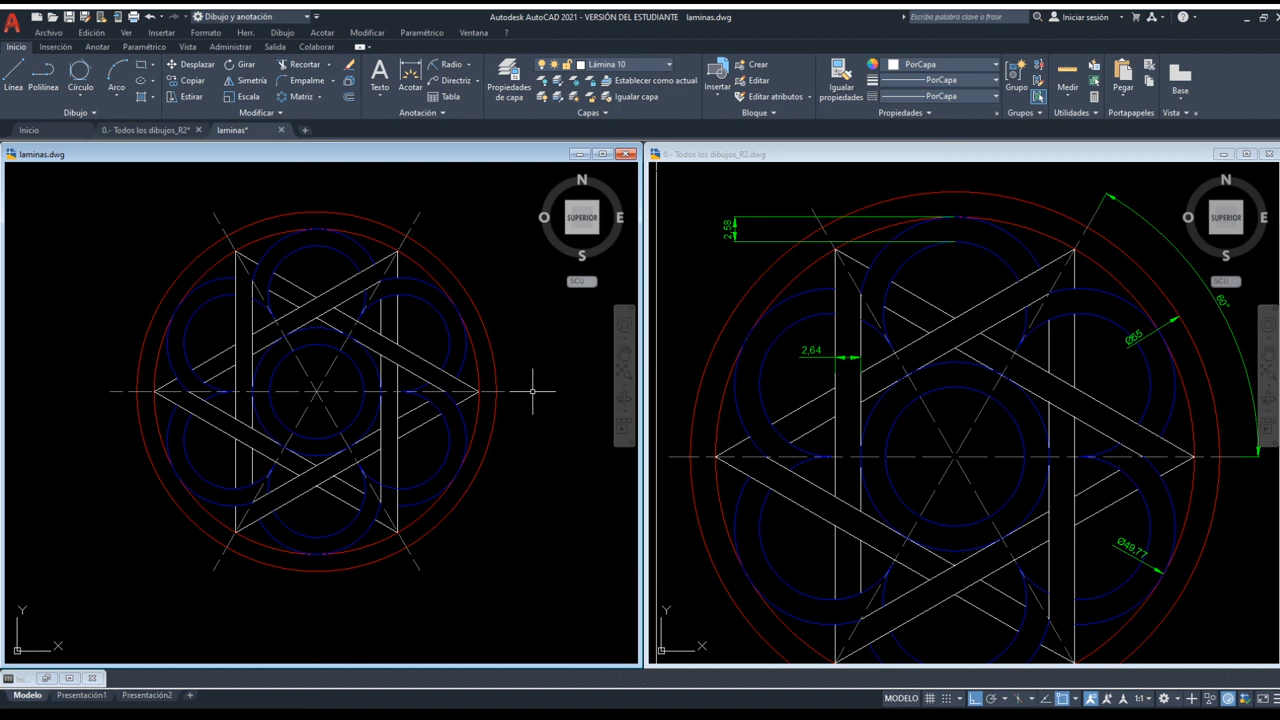 Dibujo y anotación
Autodesk AutoCAD 2021 - VERSIÓN DEL ESTUDIANTE laminas.dwg
Escriba palabra clave o frase
Iniciar sesión
Archivo Edición Ver Insertar Formato Herr. Dibujo Acotar Modificar Paramétrico Ventana ?
Inicio Inserción Anotar Paramétrico Vista Administrar Salida Colaborar
Desplazar Girar Recortar Radio Lámina 10 Crear PorCapa
Copiar Simetría Empalme Directriz Establecer como actual Editar PorCapa
Estirar Escala Matriz Tabla Igualar capa Editar atributos PorCapa
Línea Polilínea Círculo Arco Texto Acotar Propiedades de capa Insertar Igualar propiedades Grupo Medir Pegar Base
Dibujo Modificar Anotación Capas Bloque Propiedades Grupos Utilidades Portapapeles Vista
Inicio 0.- Todos los dibujos_R2* laminas*
laminas.dwg
N
O SUPERIOR E
S
SCU
Y
X
0.- Todos los dibujos_R2.dwg
N
O SUPERIOR E
S
SCU
2,58
60°
Ø55
2,64
Ø49,77
Y
X
Ini...
Modelo Presentación1 Presentación2 +
MODELO 1:1